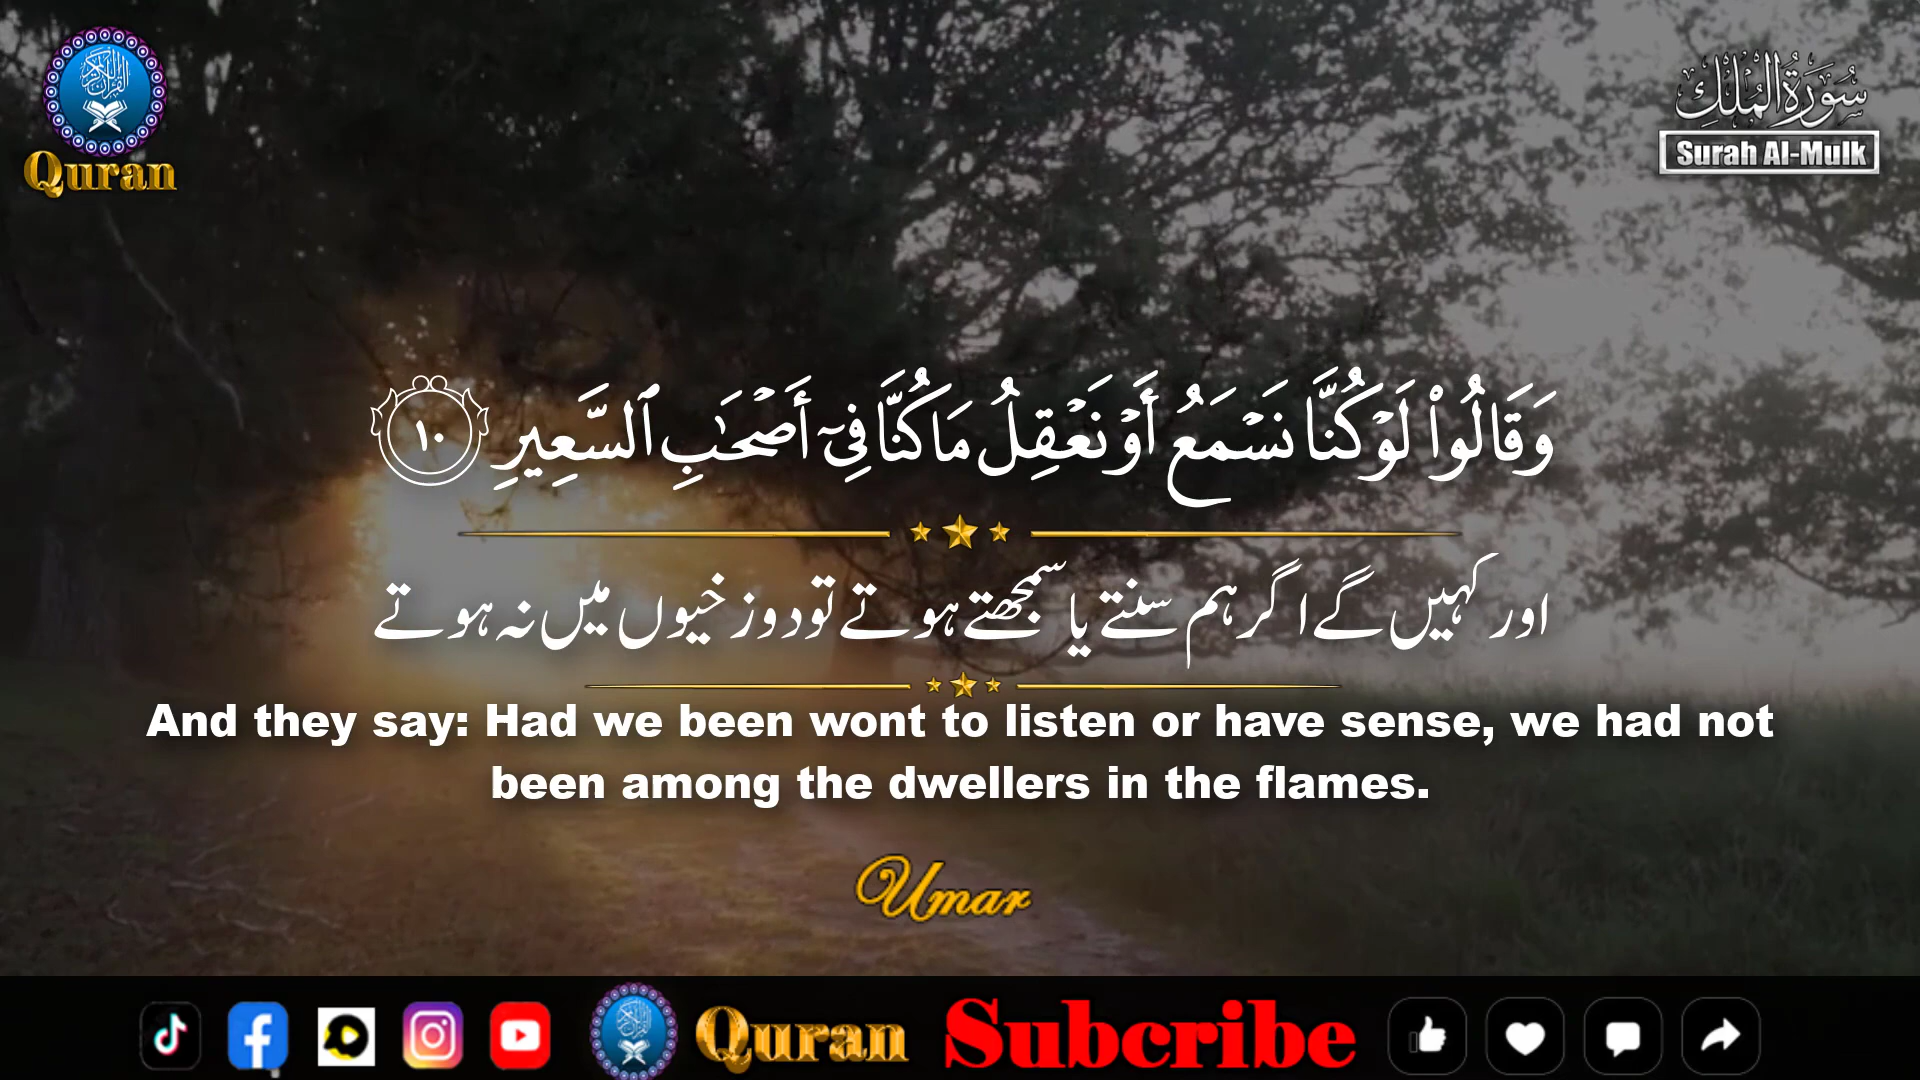 Quran
سُورَةُ الْمُلْكِ
Surah Al-Mulk
وَقَالُوا۟ لَوْ كُنَّا نَسْمَعُ أَوْ نَعْقِلُ مَا كُنَّا فِىٓ أَصْحَٰبِ ٱلسَّعِيرِ ١٠
اور کہیں گے اگر ہم سنتے یا سمجھتے ہوتے تو دوزخیوں میں نہ ہوتے
And they say: Had we been wont to listen or have sense, we had not
been among the dwellers in the flames.
Umar
Quran Subcribe